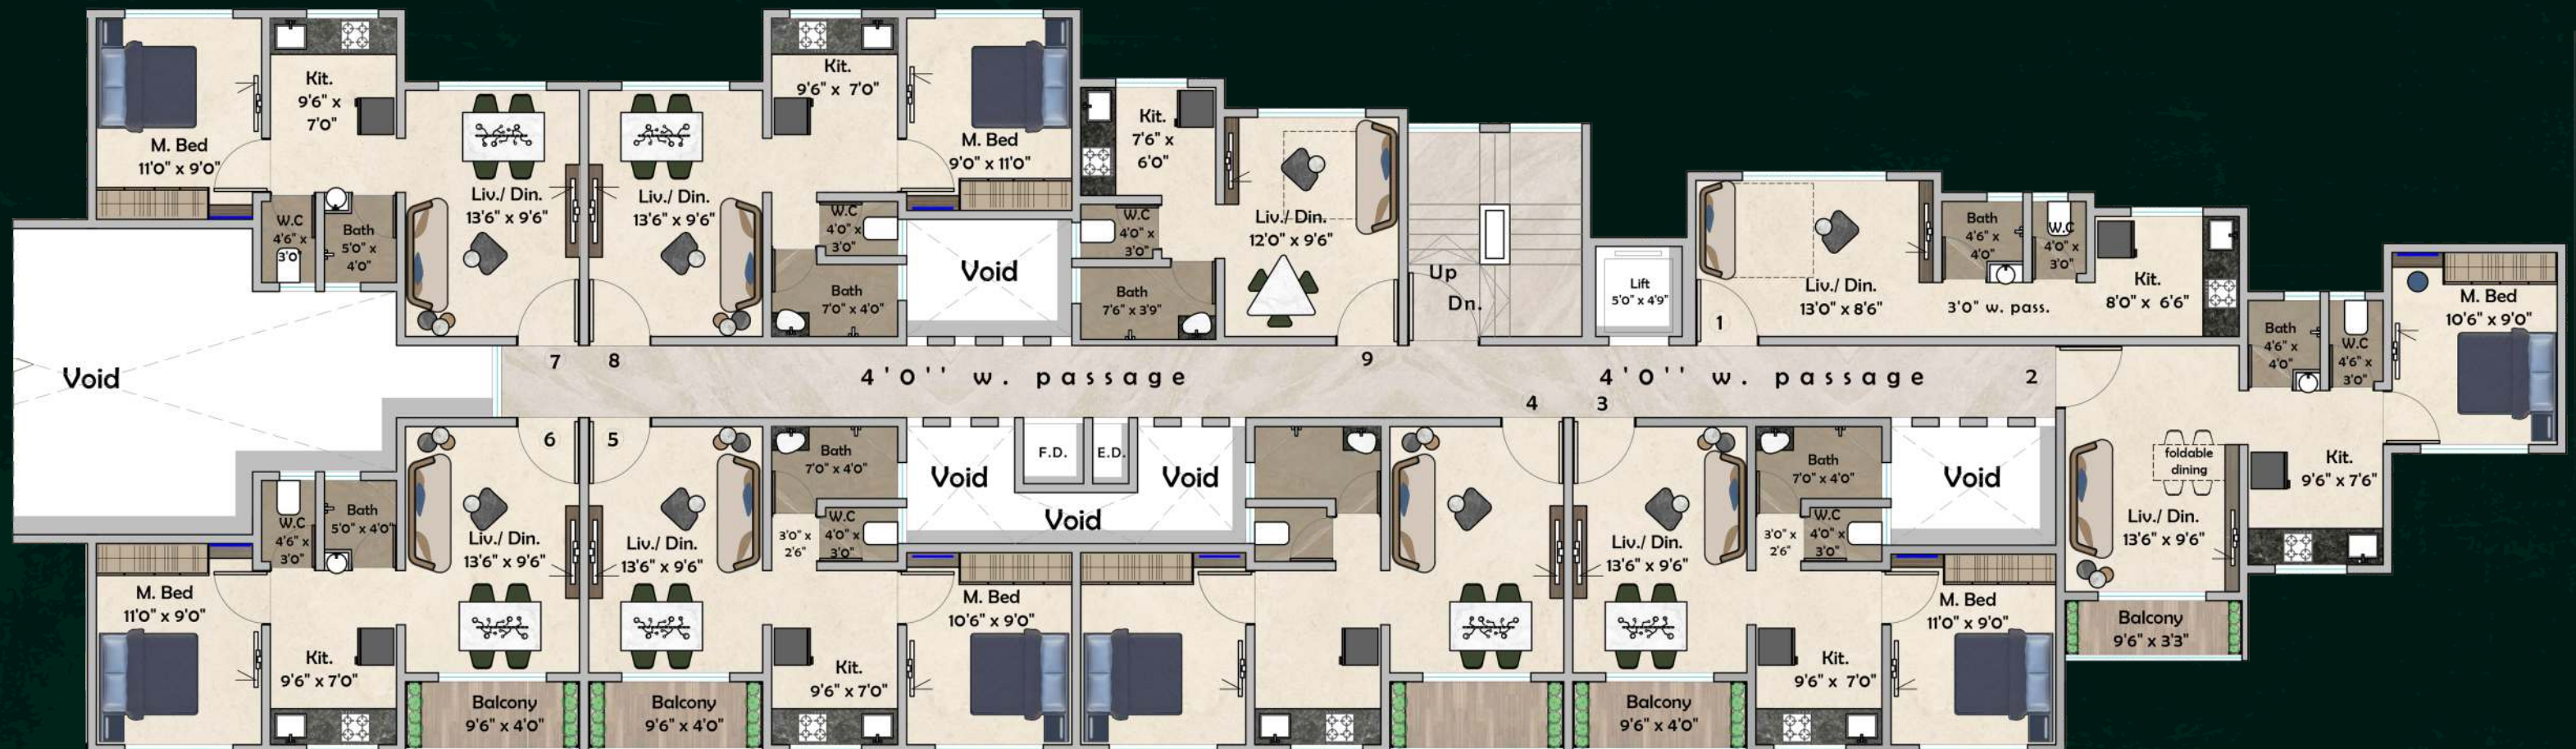 Kit.
9'6" x
7'0"
M. Bed
11'0" x 9'0"
Liv./ Din.
13'6" x 9'6"
W.C
4'6" x
3'0"
Bath
5'0" x
4'0"
Kit.
9'6" x 7'0"
M. Bed
9'0" x 11'0"
Liv./ Din.
13'6" x 9'6"
W.C
4'0" x
3'0"
Bath
7'0" x 4'0"
Void
Kit.
7'6" x
6'0"
W.C
4'0" x
3'0"
Bath
7'6" x 3'9"
Liv./ Din.
12'0" x 9'6"
Up
Dn.
Lift
5'0" x 4'9"
Liv./ Din.
13'0" x 8'6"
1
Bath
4'6" x
4'0"
W.C
4'0" x
3'0"
3'0" w. pass.
Kit.
8'0" x 6'6"
Bath
4'6" x
4'0"
W.C
4'6" x
3'0"
M. Bed
10'6" x 9'0"
Void
7
8
4'0'' w. passage
9
4'0'' w. passage
2
4
3
6
5
Bath
5'0" x 4'0"
W.C
4'6" x
3'0"
Liv./ Din.
13'6" x 9'6"
M. Bed
11'0" x 9'0"
Kit.
9'6" x 7'0"
Balcony
9'6" x 4'0"
Liv./ Din.
13'6" x 9'6"
Balcony
9'6" x 4'0"
Bath
7'0" x 4'0"
3'0" x
2'6"
W.C
4'0" x
3'0"
Kit.
9'6" x 7'0"
M. Bed
10'6" x 9'0"
Void
F.D.
E.D.
Void
Void
Liv./ Din.
13'6" x 9'6"
Balcony
9'6" x 4'0"
Bath
7'0" x 4'0"
3'0" x
2'6"
W.C
4'0" x
3'0"
Kit.
9'6" x 7'0"
M. Bed
11'0" x 9'0"
Void
foldable
dining
Liv./ Din.
13'6" x 9'6"
Kit.
9'6" x 7'6"
Balcony
9'6" x 3'3"